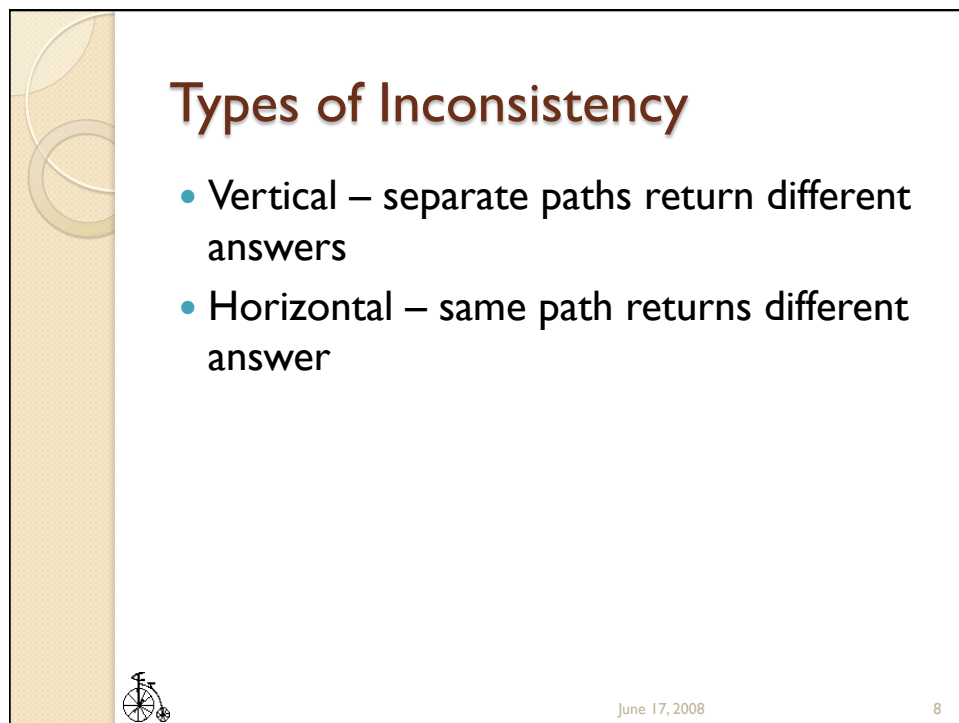 Types of Inconsistency
• Vertical – separate paths return different
answers
• Horizontal – same path returns different
answer
June 17, 2008
8